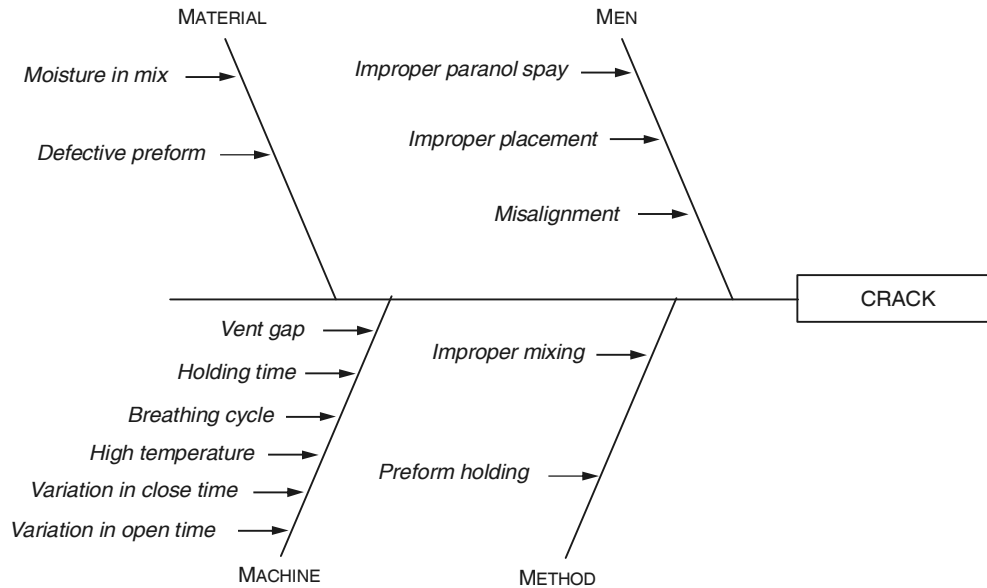 MATERIAL
MEN
Moisture in mix
Improper paranol spay
Defective preform
Improper placement
Misalignment
CRACK
Vent gap
Improper mixing
Holding time
Breathing cycle
High temperature
Preform holding
Variation in close time
Variation in open time
MACHINE
METHOD